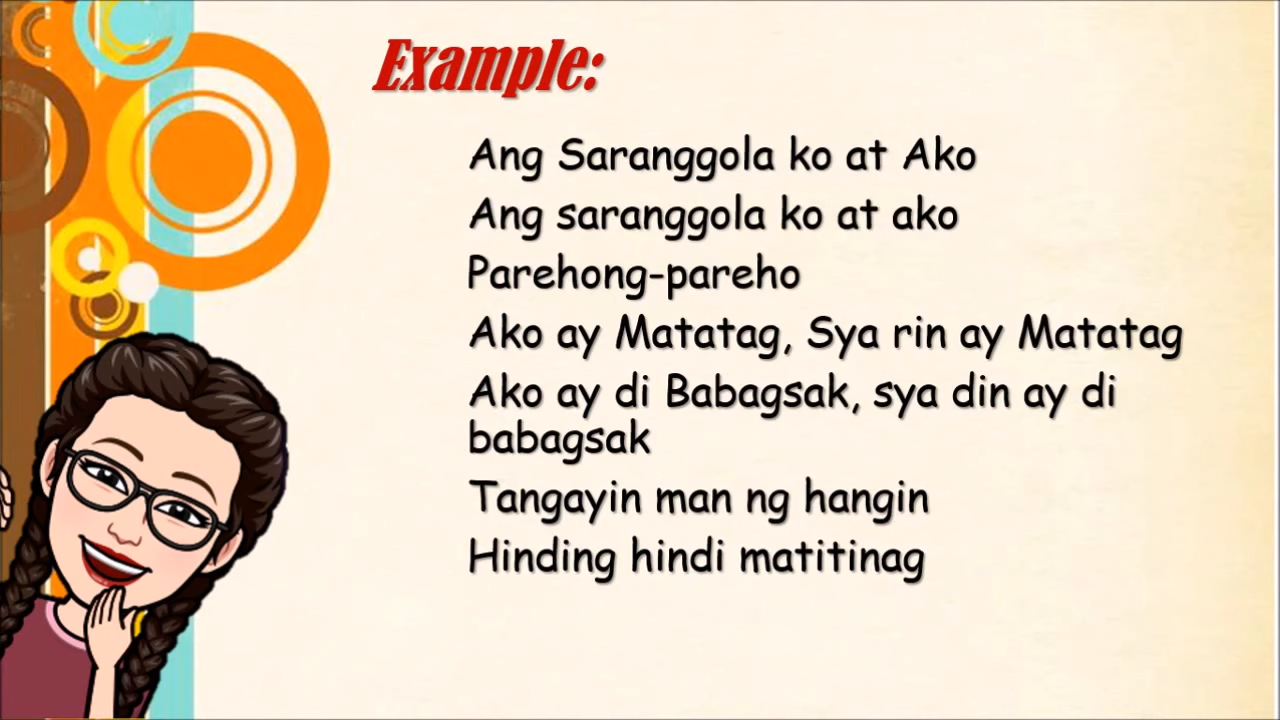 Example:
Ang Saranggola ko at Ako
Ang saranggola ko at ako
Parehong-pareho
Ako ay Matatag, Sya rin ay Matatag
Ako ay di Babagsak, sya din ay di
babagsak
Tangayin man ng hangin
Hinding hindi matitinag